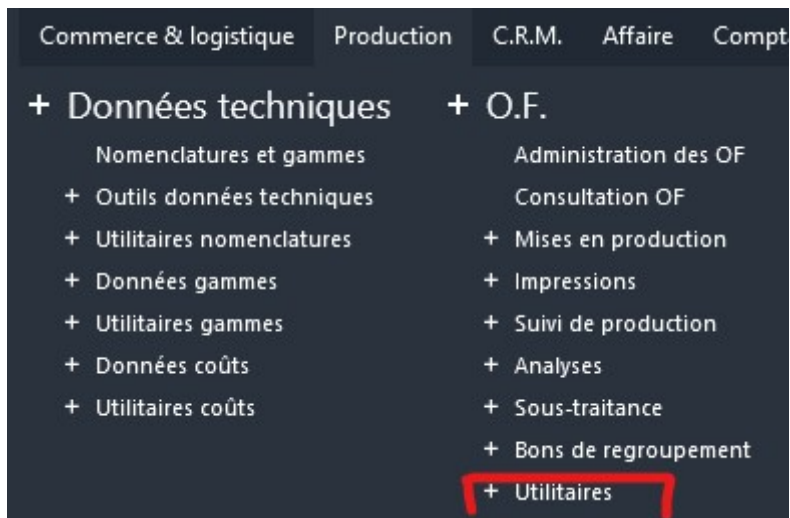 Commerce & logistique Production C.R.M. Affaire Compta
+ Données techniques
Nomenclatures et gammes
+ Outils données techniques
+ Utilitaires nomenclatures
+ Données gammes
+ Utilitaires gammes
+ Données coûts
+ Utilitaires coûts
+ O.F.
Administration des OF
Consultation OF
+ Mises en production
+ Impressions
+ Suivi de production
+ Analyses
+ Sous-traitance
+ Bons de regroupement
+ Utilitaires